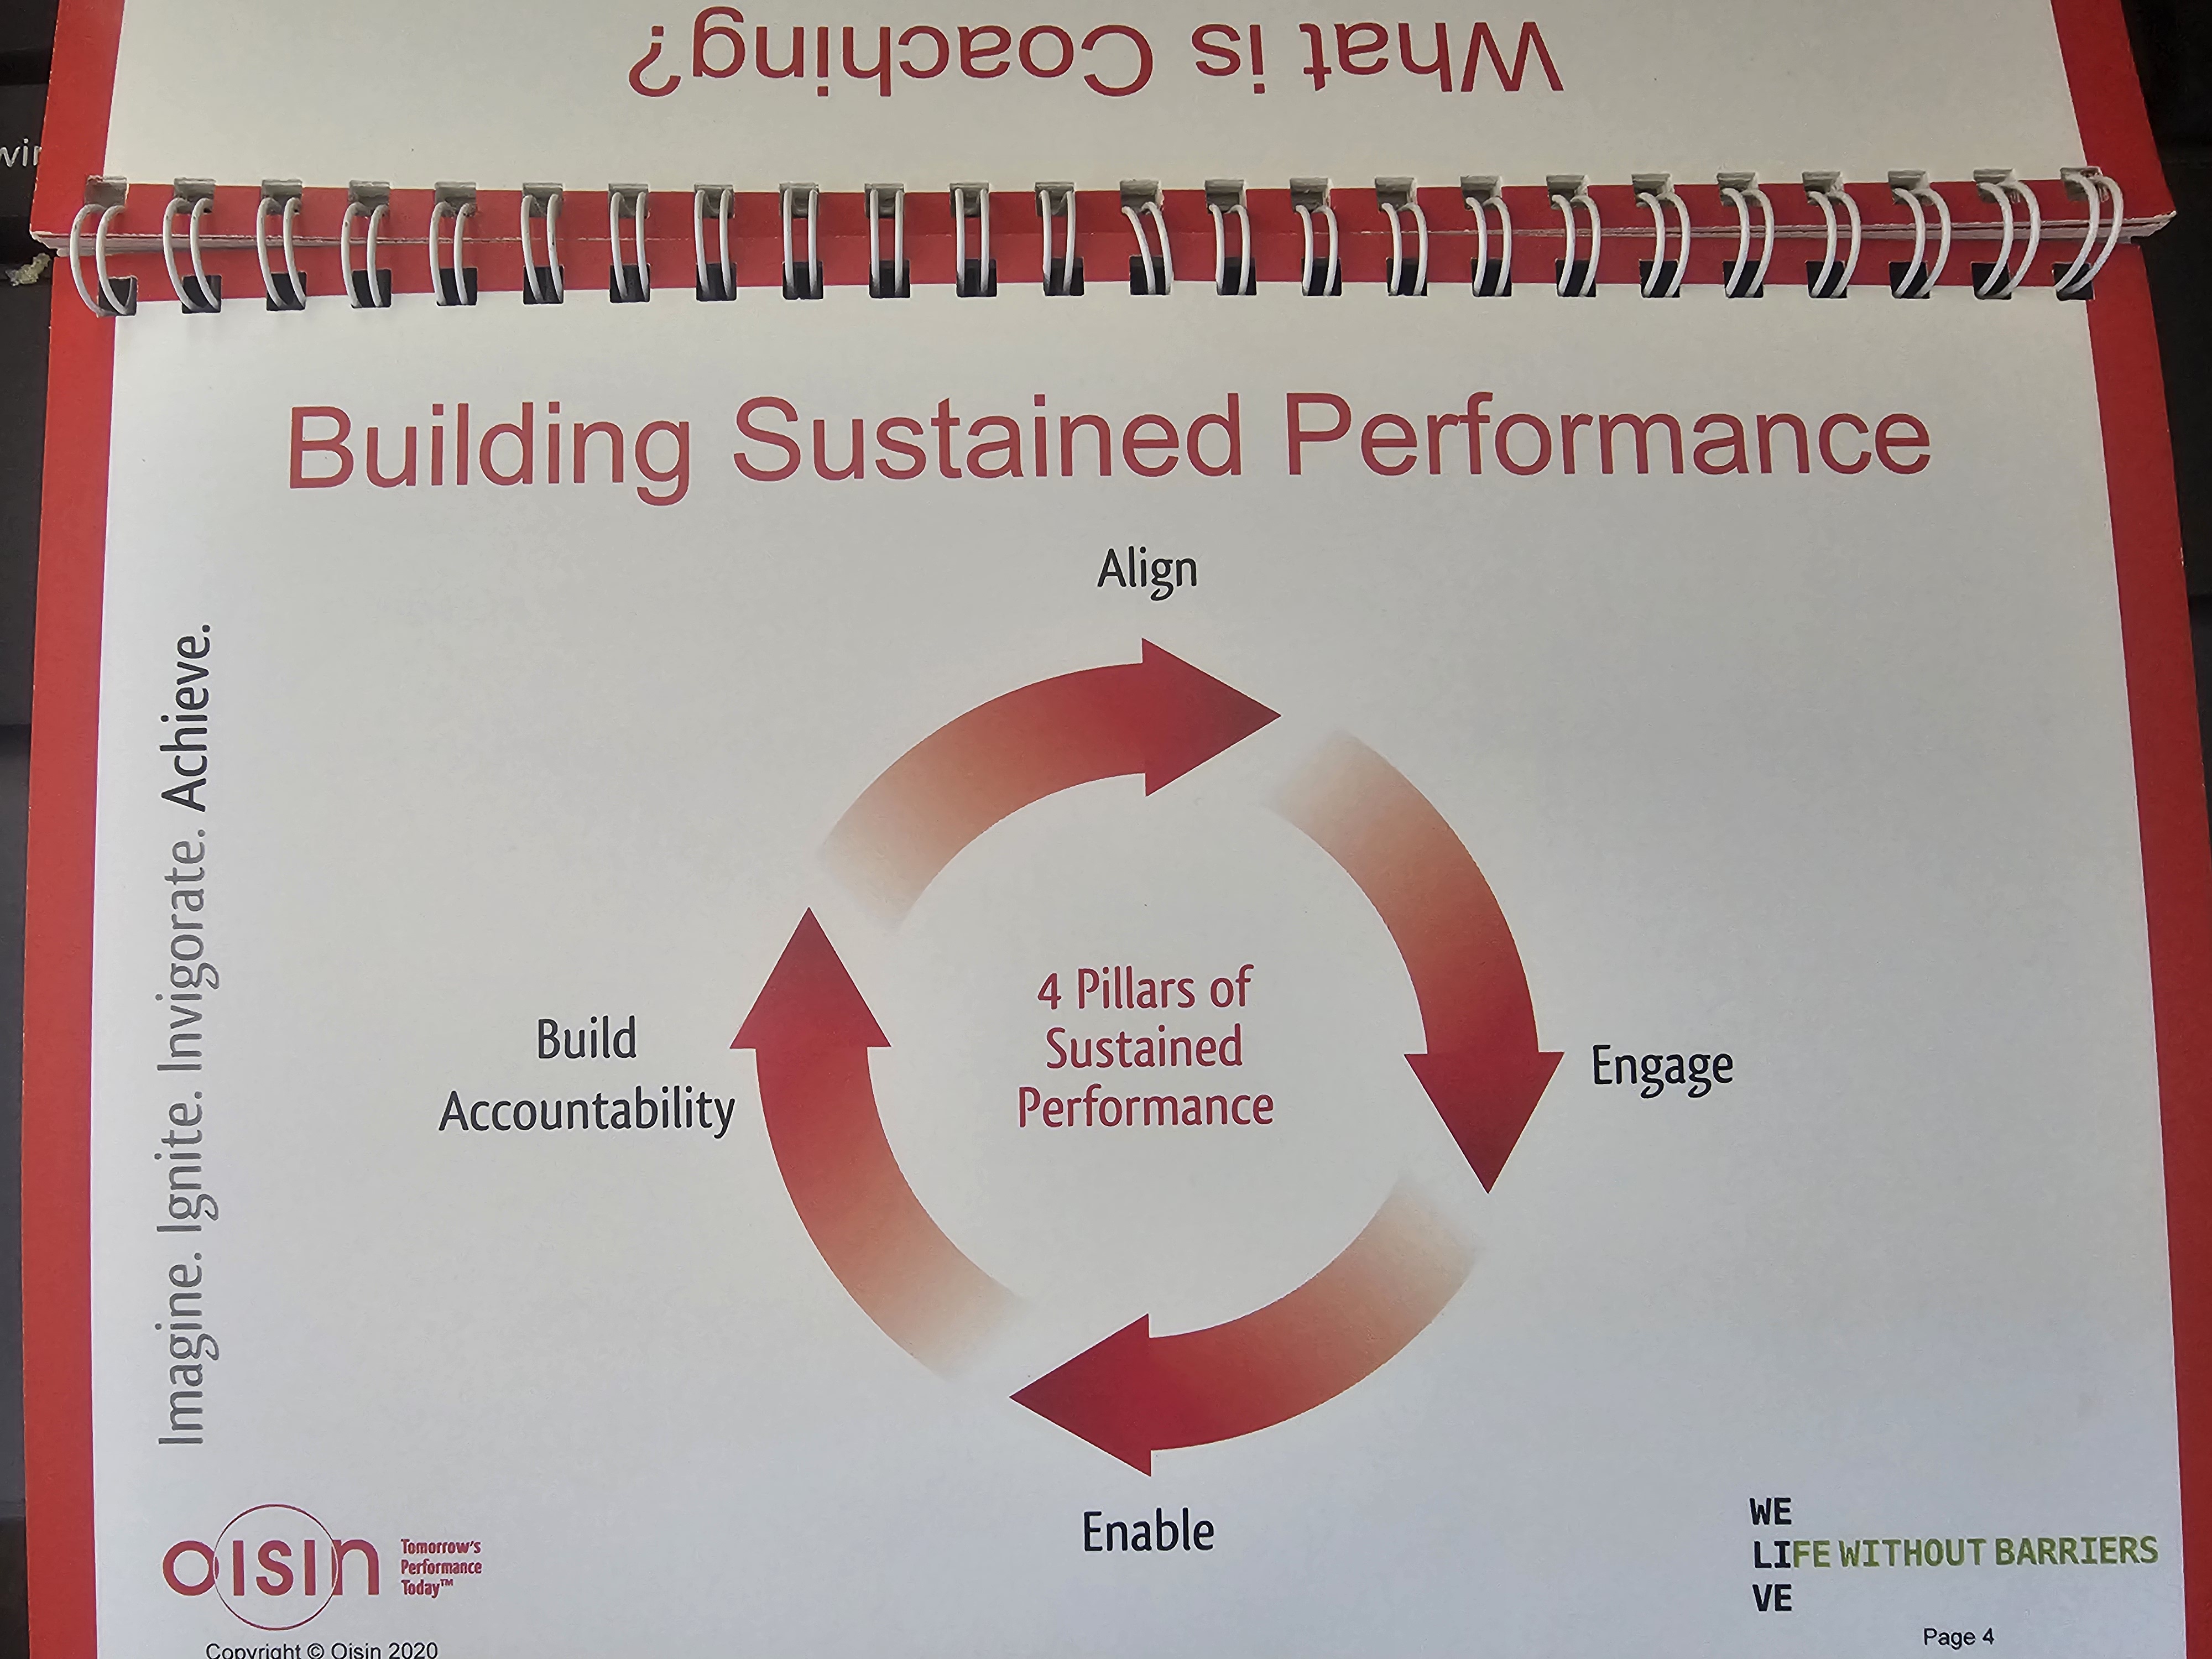 What is Coaching?
Building Sustained Performance
Align
Build
Accountability
4 Pillars of
Sustained
Performance
Engage
Enable
Imagine. Ignite. Invigorate. Achieve.
oisin
Tomorrow's
Performance
Today™
WE
LIFE WITHOUT BARRIERS
VE
Copyright © Oisin 2020
Page 4